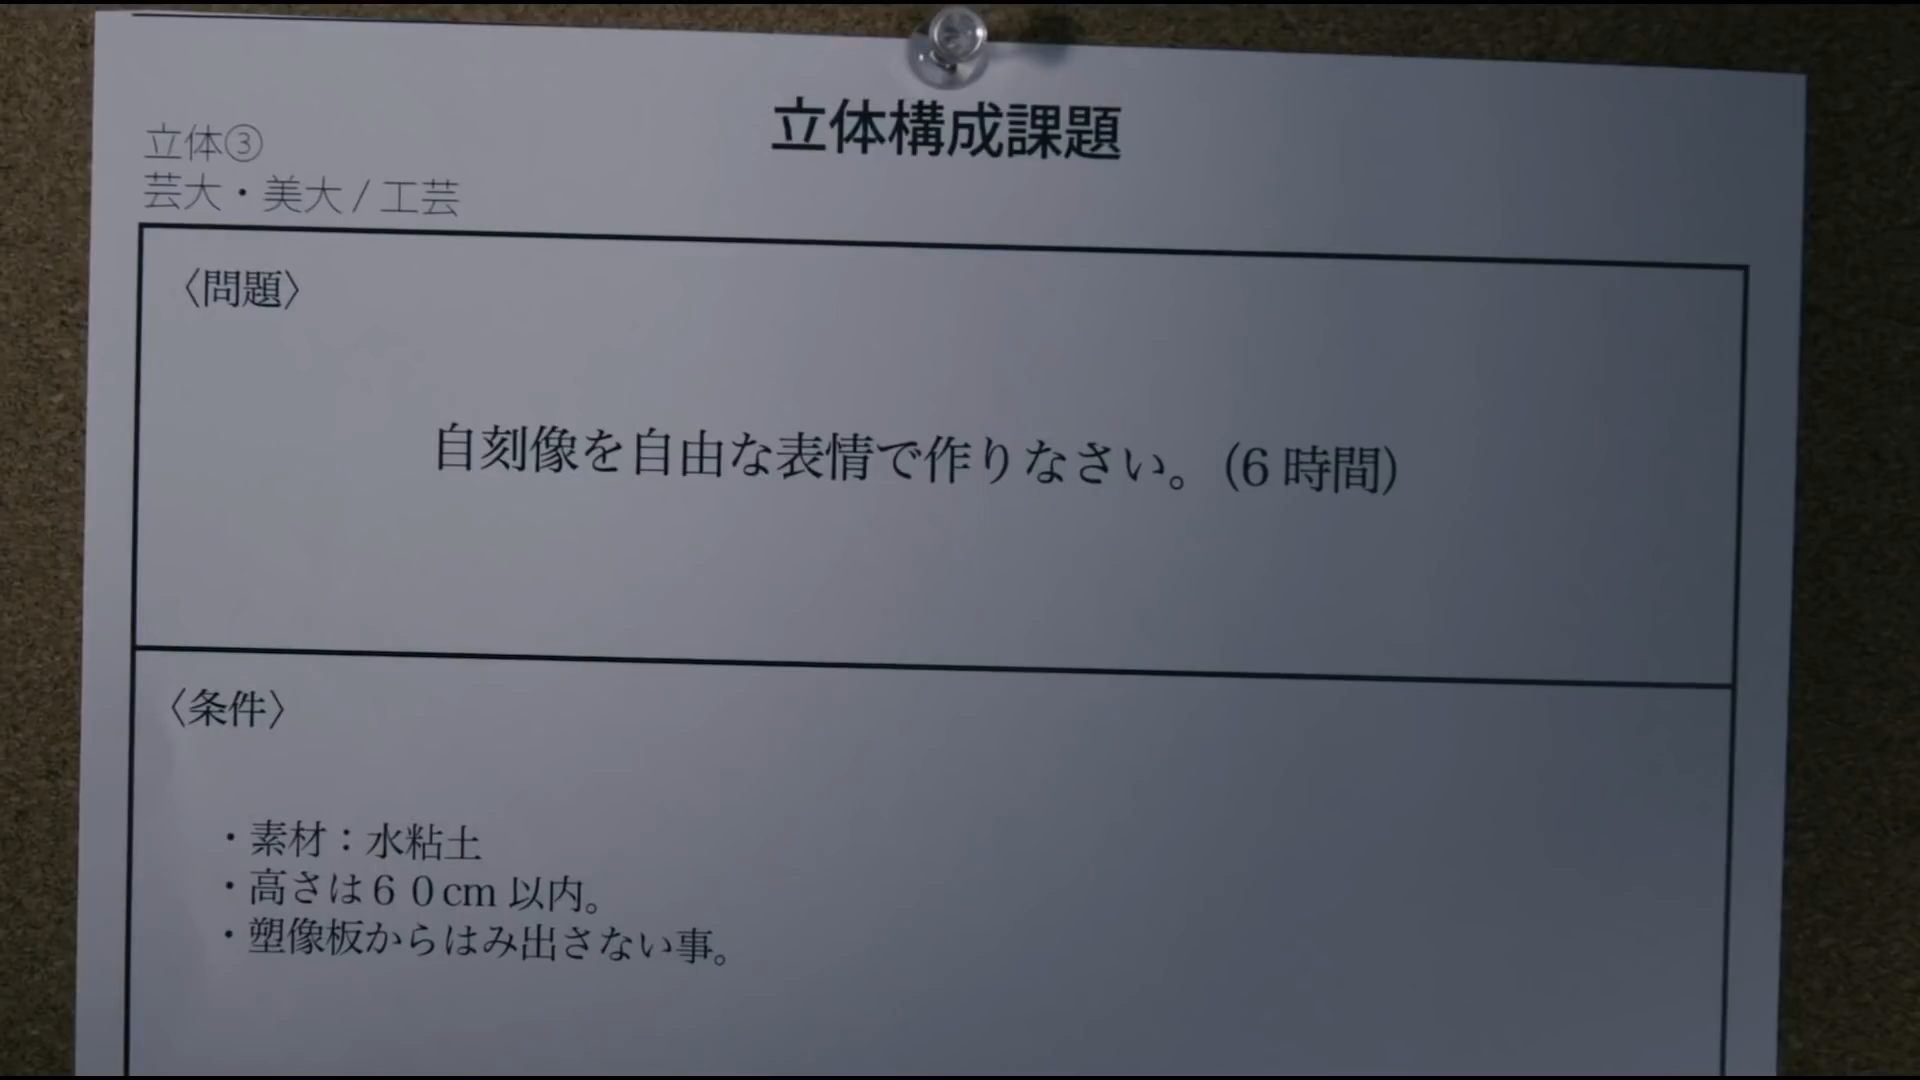 立体構成課題
立体③
芸大・美大 / 工芸
〈問題〉
自刻像を自由な表情で作りなさい。(6 時間)
〈条件〉
・素材：水粘土
・高さは６０cm 以内。
・塑像板からはみ出さない事。